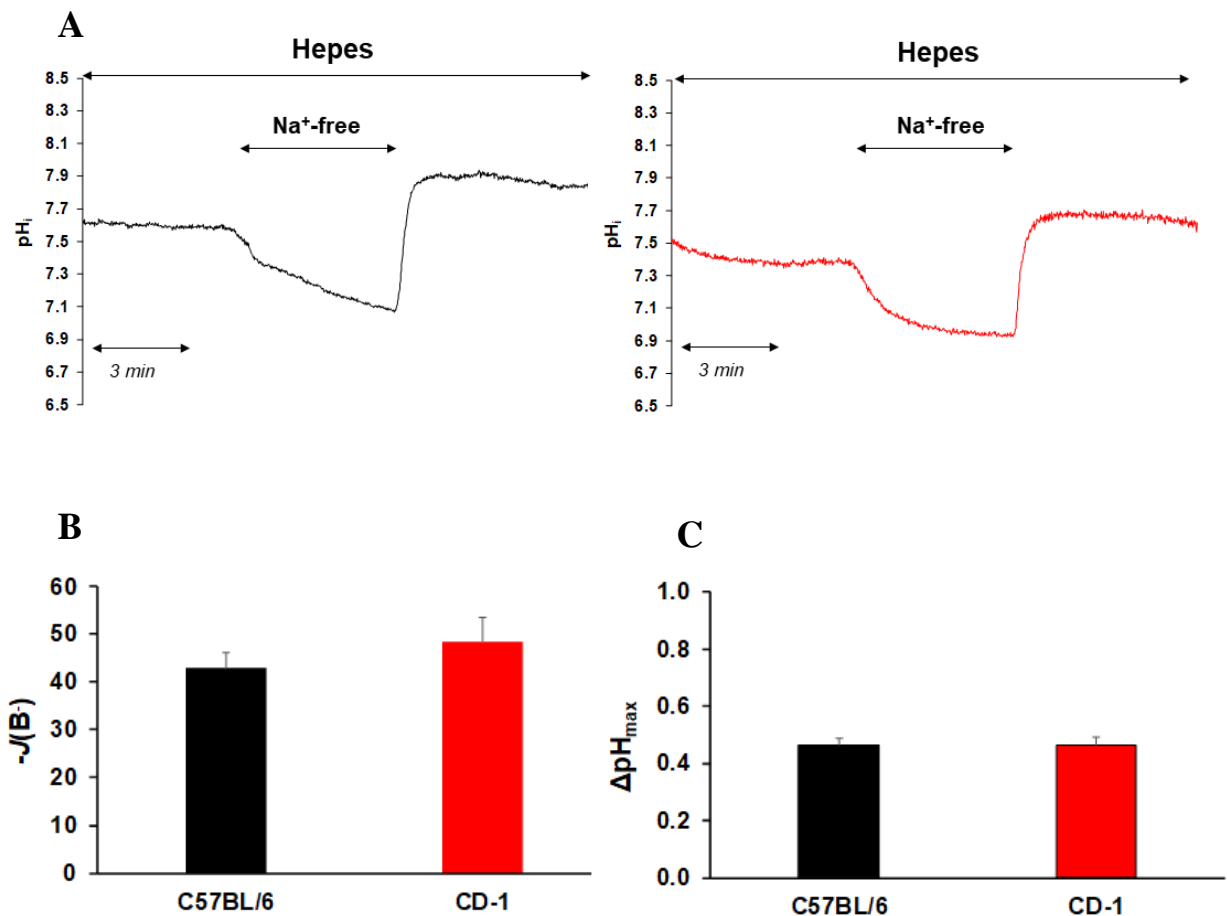 A
Hepes
8.5
8.3
8.1
7.9
7.7
7.5
7.3
7.1
6.9
6.7
6.5
pHi
Na⁺-free
3 min
Hepes
8.5
8.3
8.1
7.9
7.7
7.5
7.3
7.1
6.9
6.7
6.5
pHi
Na⁺-free
3 min
B
60
50
40
30
20
10
0
-J(B⁻)
C57BL/6 CD-1
C
1.0
0.8
0.6
0.4
0.2
0.0
ΔpHmax
C57BL/6 CD-1